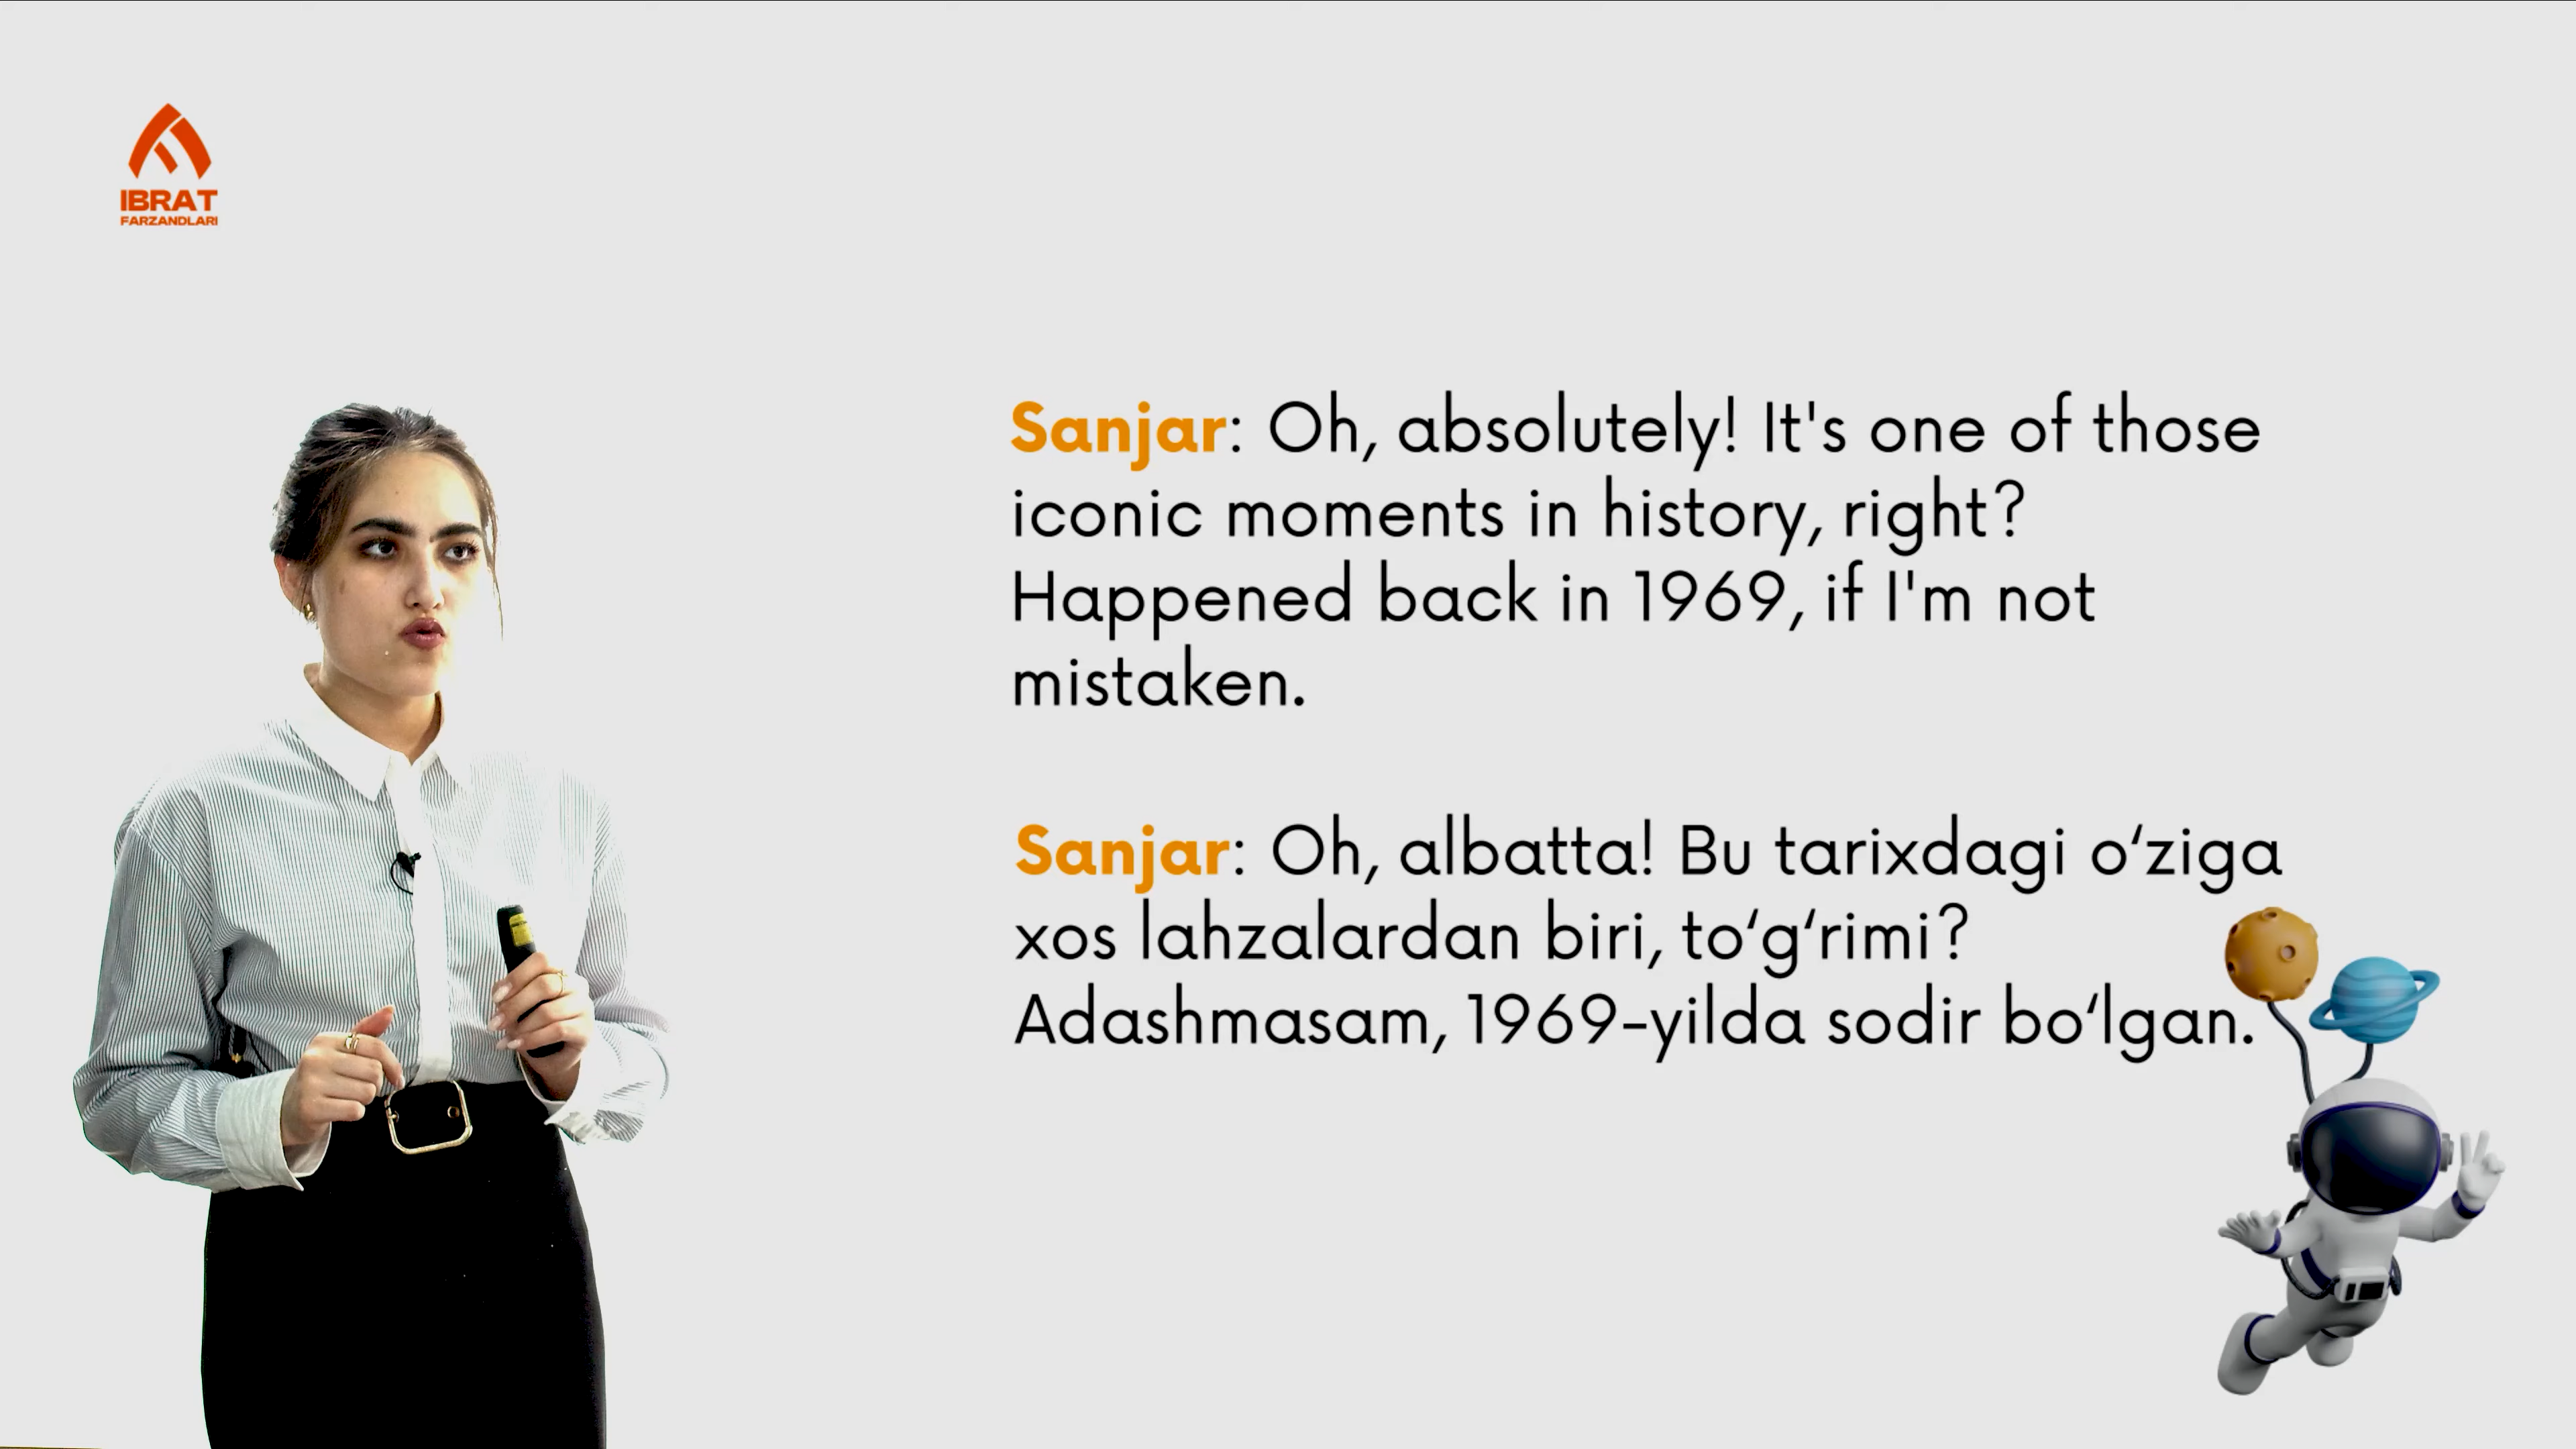 IBRAT
FARZANDLARI
Sanjar: Oh, absolutely! It's one of those
iconic moments in history, right?
Happened back in 1969, if I'm not
mistaken.
Sanjar: Oh, albatta! Bu tarixdagi o‘ziga
xos lahzalardan biri, to‘g‘rimi?
Adashmasam, 1969-yilda sodir bo‘lgan.